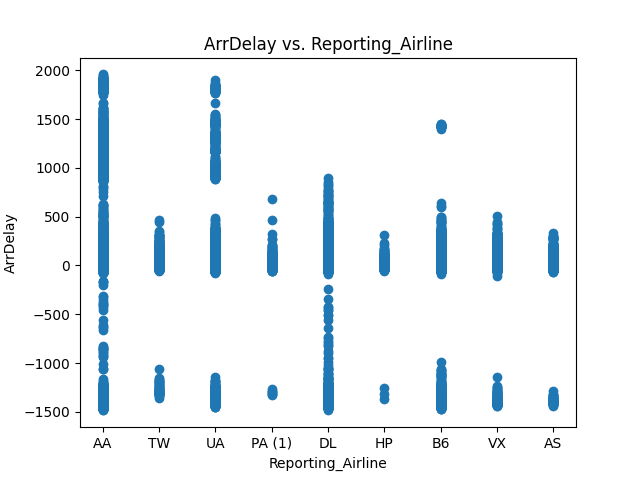 ArrDelay vs. Reporting_Airline
2000
1500
1000
500
0
−500
−1000
−1500
ArrDelay
AA TW UA PA (1) DL HP B6 VX AS
Reporting_Airline